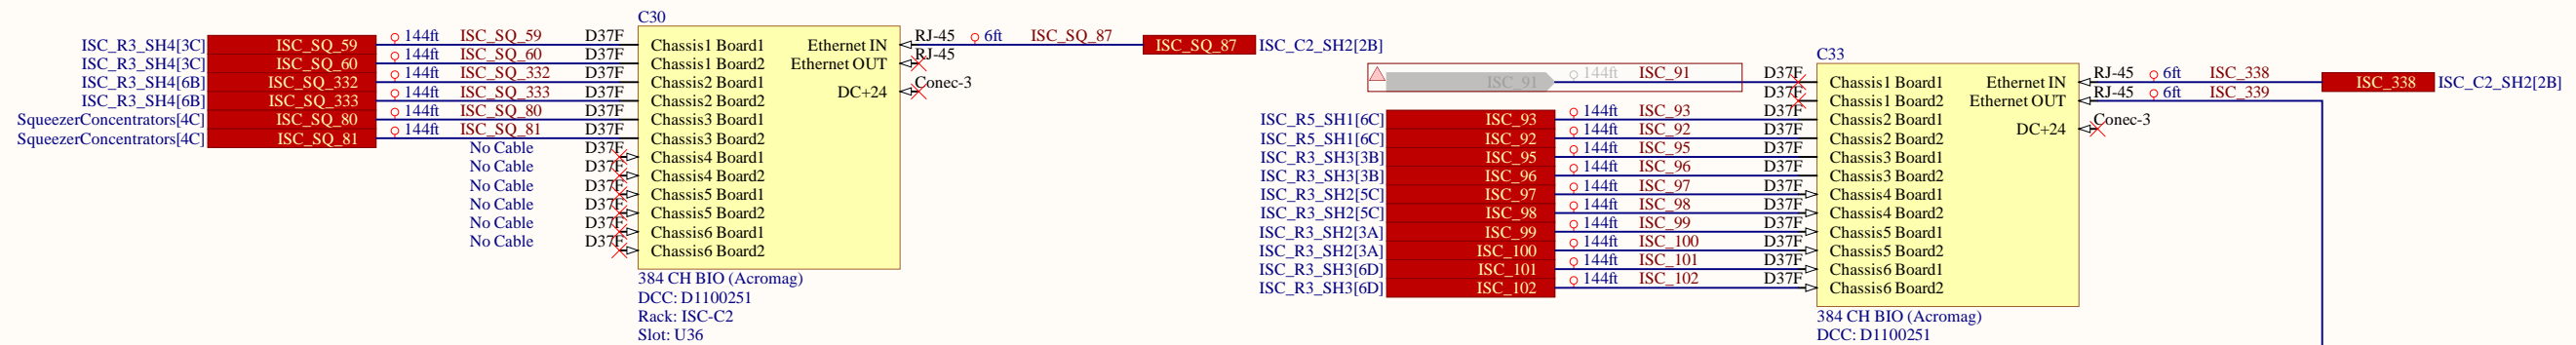 C30
ISC_R3_SH4[3C] ISC_SQ_59 144ft ISC_SQ_59 D37F Chassis1 Board1 Ethernet IN RJ-45 6ft ISC_SQ_87 ISC_SQ_87 ISC_C2_SH2[2B]
ISC_R3_SH4[3C] ISC_SQ_60 144ft ISC_SQ_60 D37F Chassis1 Board2 Ethernet OUT RJ-45
ISC_R3_SH4[6B] ISC_SQ_332 144ft ISC_SQ_332 D37F Chassis2 Board1
ISC_R3_SH4[6B] ISC_SQ_333 144ft ISC_SQ_333 D37F Chassis2 Board2 DC+24 Conec-3
SqueezerConcentrators[4C] ISC_SQ_80 144ft ISC_SQ_80 D37F Chassis3 Board1
SqueezerConcentrators[4C] ISC_SQ_81 144ft ISC_SQ_81 D37F Chassis3 Board2
No Cable D37F Chassis4 Board1
No Cable D37F Chassis4 Board2
No Cable D37F Chassis5 Board1
No Cable D37F Chassis5 Board2
No Cable D37F Chassis6 Board1
No Cable D37F Chassis6 Board2
384 CH BIO (Acromag)
DCC: D1100251
Rack: ISC-C2
Slot: U36
C33
ISC_91 144ft ISC_91 D37F Chassis1 Board1 Ethernet IN RJ-45 6ft ISC_338 ISC_338 ISC_C2_SH2[2B]
D37F Chassis1 Board2 Ethernet OUT RJ-45 6ft ISC_339
ISC_R5_SH1[6C] ISC_93 144ft ISC_93 D37F Chassis2 Board1
ISC_R5_SH1[6C] ISC_92 144ft ISC_92 D37F Chassis2 Board2 DC+24 Conec-3
ISC_R3_SH3[3B] ISC_95 144ft ISC_95 D37F Chassis3 Board1
ISC_R3_SH3[3B] ISC_96 144ft ISC_96 D37F Chassis3 Board2
ISC_R3_SH2[5C] ISC_97 144ft ISC_97 D37F Chassis4 Board1
ISC_R3_SH2[5C] ISC_98 144ft ISC_98 D37F Chassis4 Board2
ISC_R3_SH2[3A] ISC_99 144ft ISC_99 D37F Chassis5 Board1
ISC_R3_SH2[3A] ISC_100 144ft ISC_100 D37F Chassis5 Board2
ISC_R3_SH3[6D] ISC_101 144ft ISC_101 D37F Chassis6 Board1
ISC_R3_SH3[6D] ISC_102 144ft ISC_102 D37F Chassis6 Board2
384 CH BIO (Acromag)
DCC: D1100251